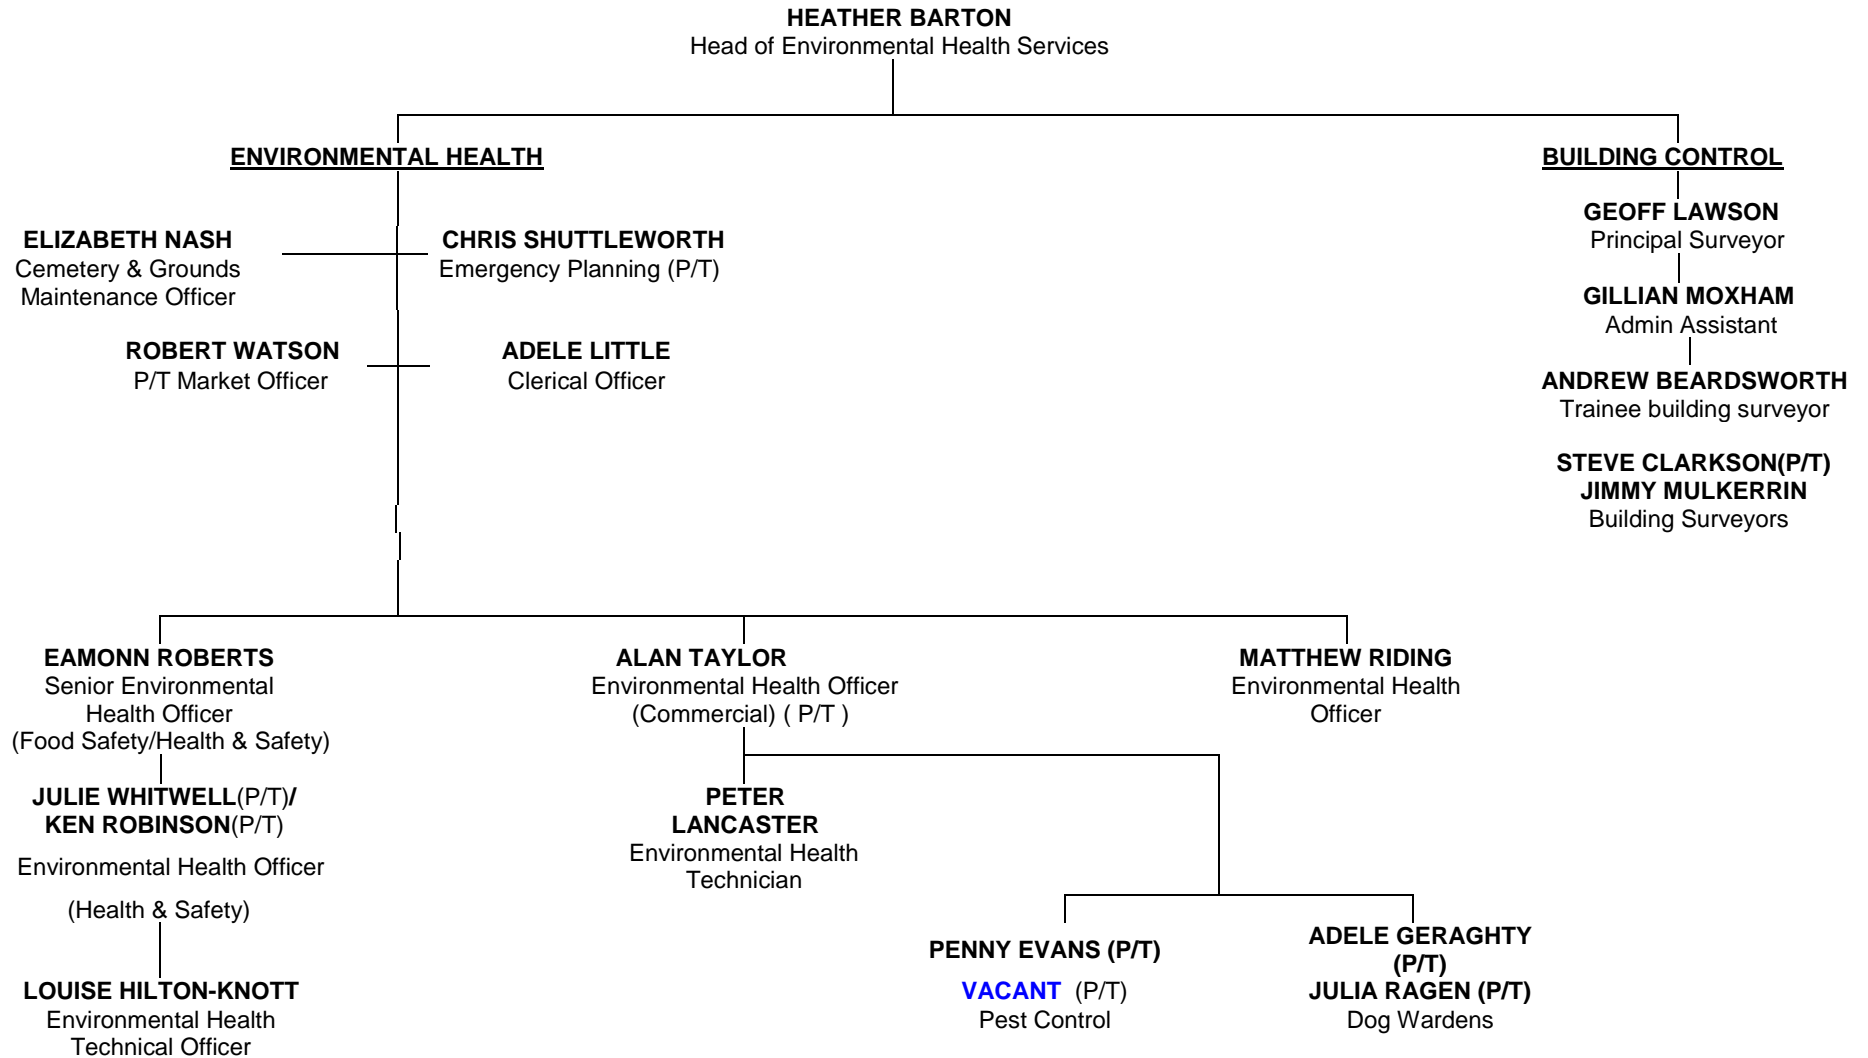 HEATHER BARTON
Head of Environmental Health Services
ENVIRONMENTAL HEALTH
BUILDING CONTROL
ELIZABETH NASH
Cemetery & Grounds
Maintenance Officer
CHRIS SHUTTLEWORTH
Emergency Planning (P/T)
ROBERT WATSON
P/T Market Officer
ADELE LITTLE
Clerical Officer
GEOFF LAWSON
Principal Surveyor
GILLIAN MOXHAM
Admin Assistant
ANDREW BEARDSWORTH
Trainee building surveyor
STEVE CLARKSON(P/T)
JIMMY MULKERRIN
Building Surveyors
EAMONN ROBERTS
Senior Environmental
Health Officer
(Food Safety/Health & Safety)
JULIE WHITWELL(P/T)/
KEN ROBINSON(P/T)
Environmental Health Officer
(Health & Safety)
LOUISE HILTON-KNOTT
Environmental Health
Technical Officer
ALAN TAYLOR
Environmental Health Officer
(Commercial) ( P/T )
PETER
LANCASTER
Environmental Health
Technician
PENNY EVANS (P/T)
VACANT (P/T)
Pest Control
ADELE GERAGHTY
(P/T)
JULIA RAGEN (P/T)
Dog Wardens
MATTHEW RIDING
Environmental Health
Officer